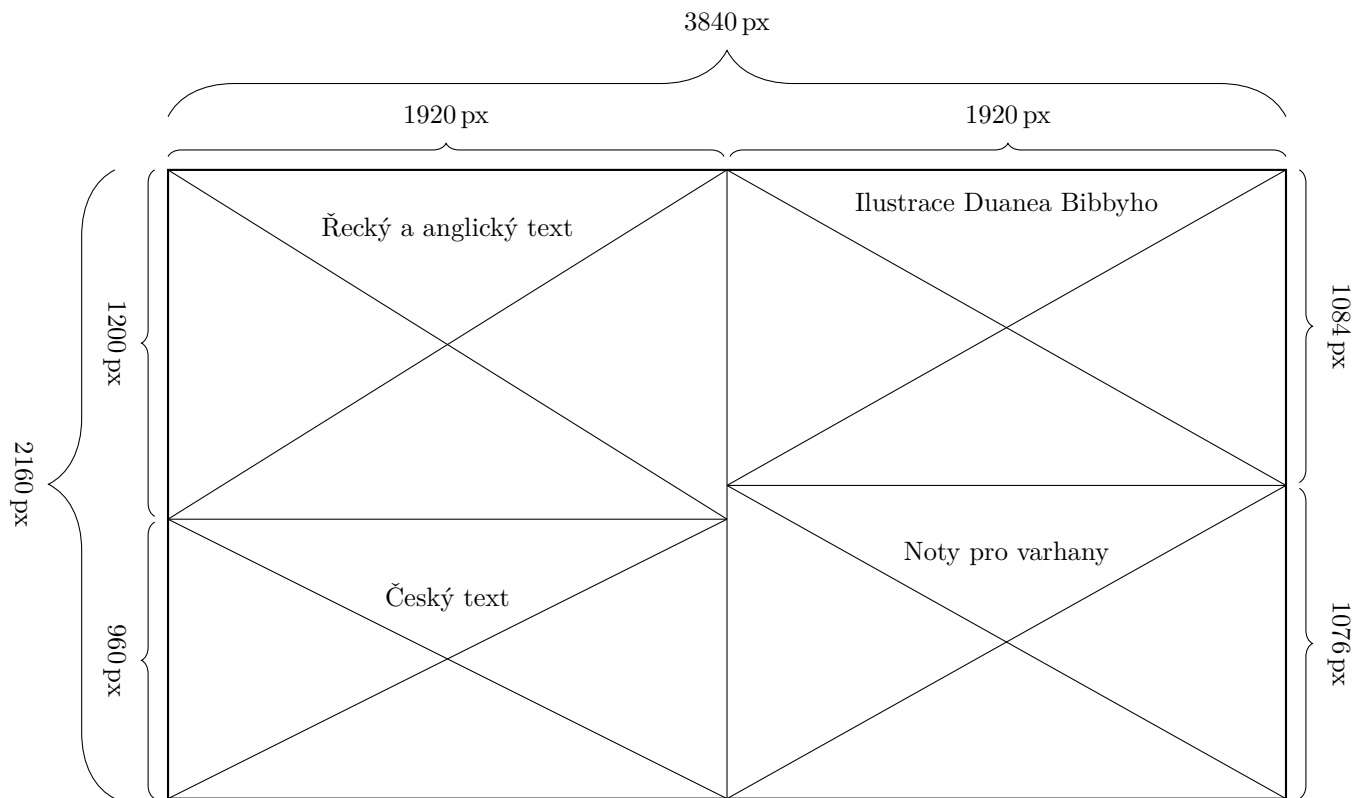 3840 px
1920 px
1920 px
Řecký a anglický text
Ilustrace Duanea Bibbyho
1200 px
1084 px
2160 px
Český text
Noty pro varhany
960 px
1076 px